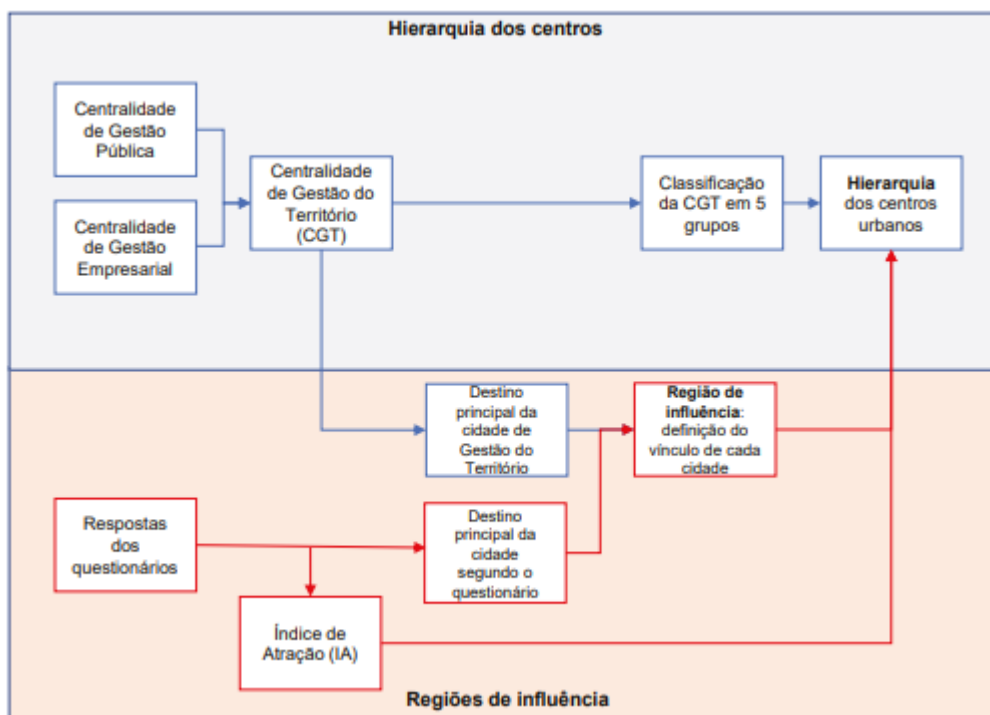 Hierarquia dos centros
Centralidade
de Gestão
Pública
Centralidade
de Gestão
Empresarial
Centralidade
de Gestão do
Território
(CGT)
Classificação
da CGT em 5
grupos
Hierarquia
dos centros
urbanos
Destino
principal da
cidade de
Gestão do
Território
Região de
influência:
definição do
vínculo de cada
cidade
Respostas
dos
questionários
Destino
principal da
cidade
segundo o
questionário
Índice de
Atração (IA)
Regiões de influência